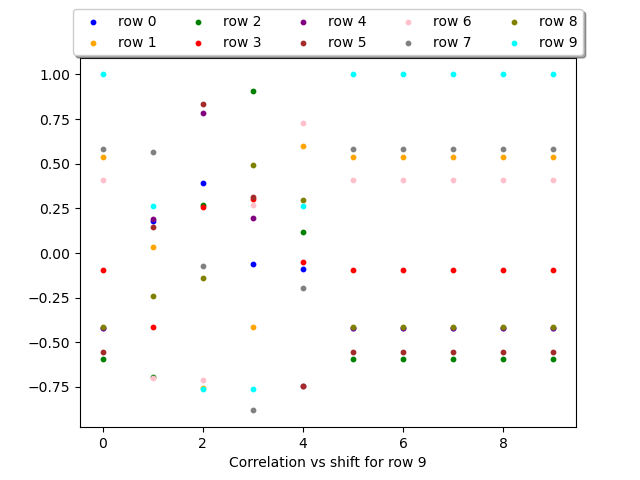 row 0 row 2 row 4 row 6 row 8
row 1 row 3 row 5 row 7 row 9
1.00
0.75
0.50
0.25
0.00
−0.25
−0.50
−0.75
0 2 4 6 8
Correlation vs shift for row 9